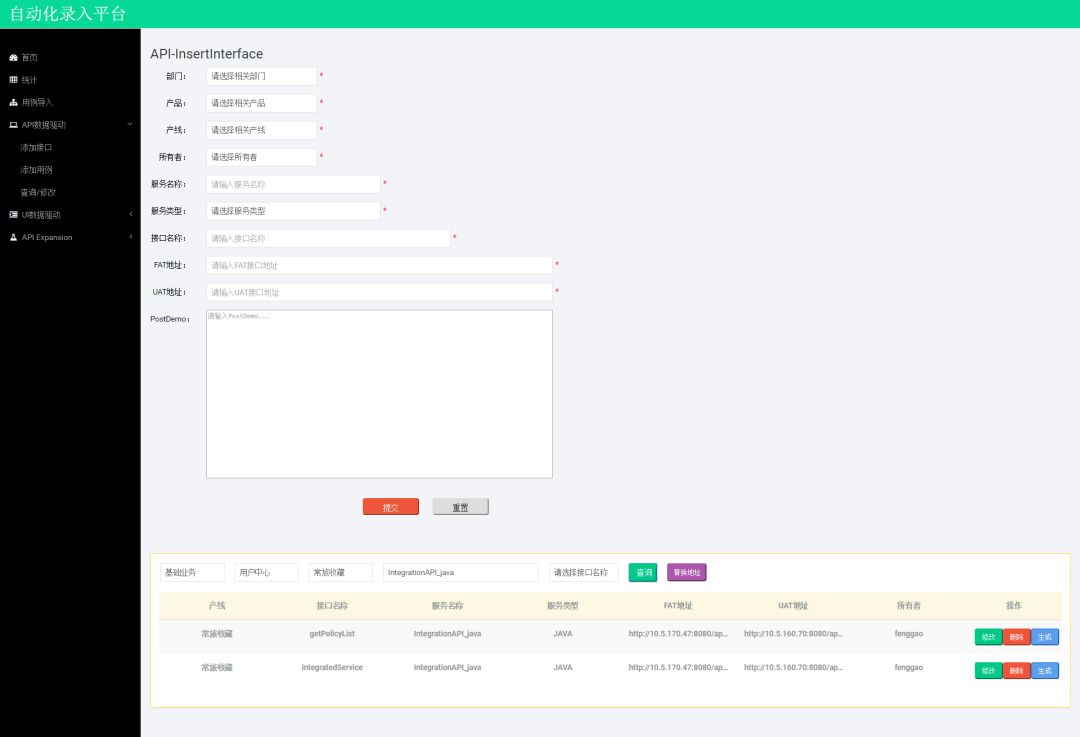 自动化录入平台
首页
统计
用例导入
API数据驱动
添加接口
添加用例
查询/修改
UI数据驱动
API Expansion
API-InsertInterface
部门： 请选择相关部门 *
产品： 请选择相关产品 *
产线： 请选择相关产线 *
所有者： 请选择所有者 *
服务名称： 请输入服务名称 *
服务类型： 请选择服务类型 *
接口名称： 请输入接口名称 *
FAT地址： 请输入FAT接口地址 *
UAT地址： 请输入UAT接口地址 *
PostDemo： 请输入PostDemo...
提交 重置
基础业务 用户中心 常旅收藏 IntegrationAPI_java 请选择接口名称 查询 替换地址
产线 接口名称 服务名称 服务类型 FAT地址 UAT地址 所有者 操作
常旅收藏 getPolicyList IntegrationAPI_java JAVA http://10.5.170.47:8080/ap... http://10.5.160.70:8080/ap... fenggao 修改 删除 生成
常旅收藏 integratedService IntegrationAPI_java JAVA http://10.5.170.47:8080/ap... http://10.5.160.70:8080/ap... fenggao 修改 删除 生成